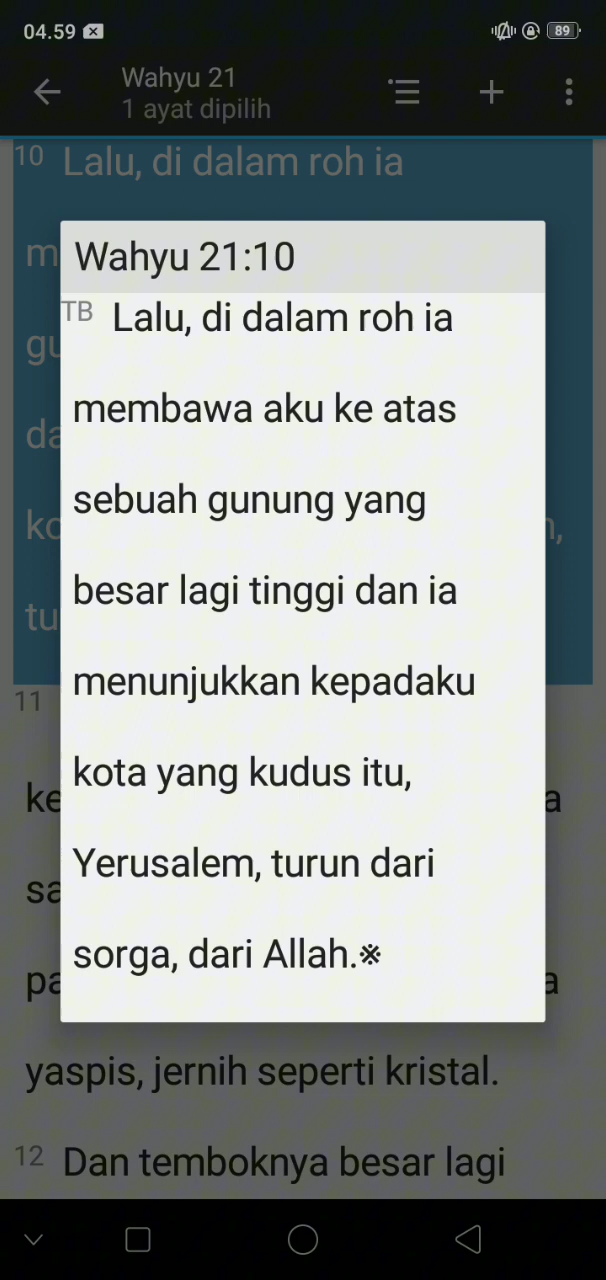 04.59
89
Wahyu 21
1 ayat dipilih
10 Lalu, di dalam roh ia
Wahyu 21:10
TB Lalu, di dalam roh ia
membawa aku ke atas
sebuah gunung yang
besar lagi tinggi dan ia
menunjukkan kepadaku
kota yang kudus itu,
Yerusalem, turun dari
sorga, dari Allah.※
11
yaspis, jernih seperti kristal.
12 Dan temboknya besar lagi